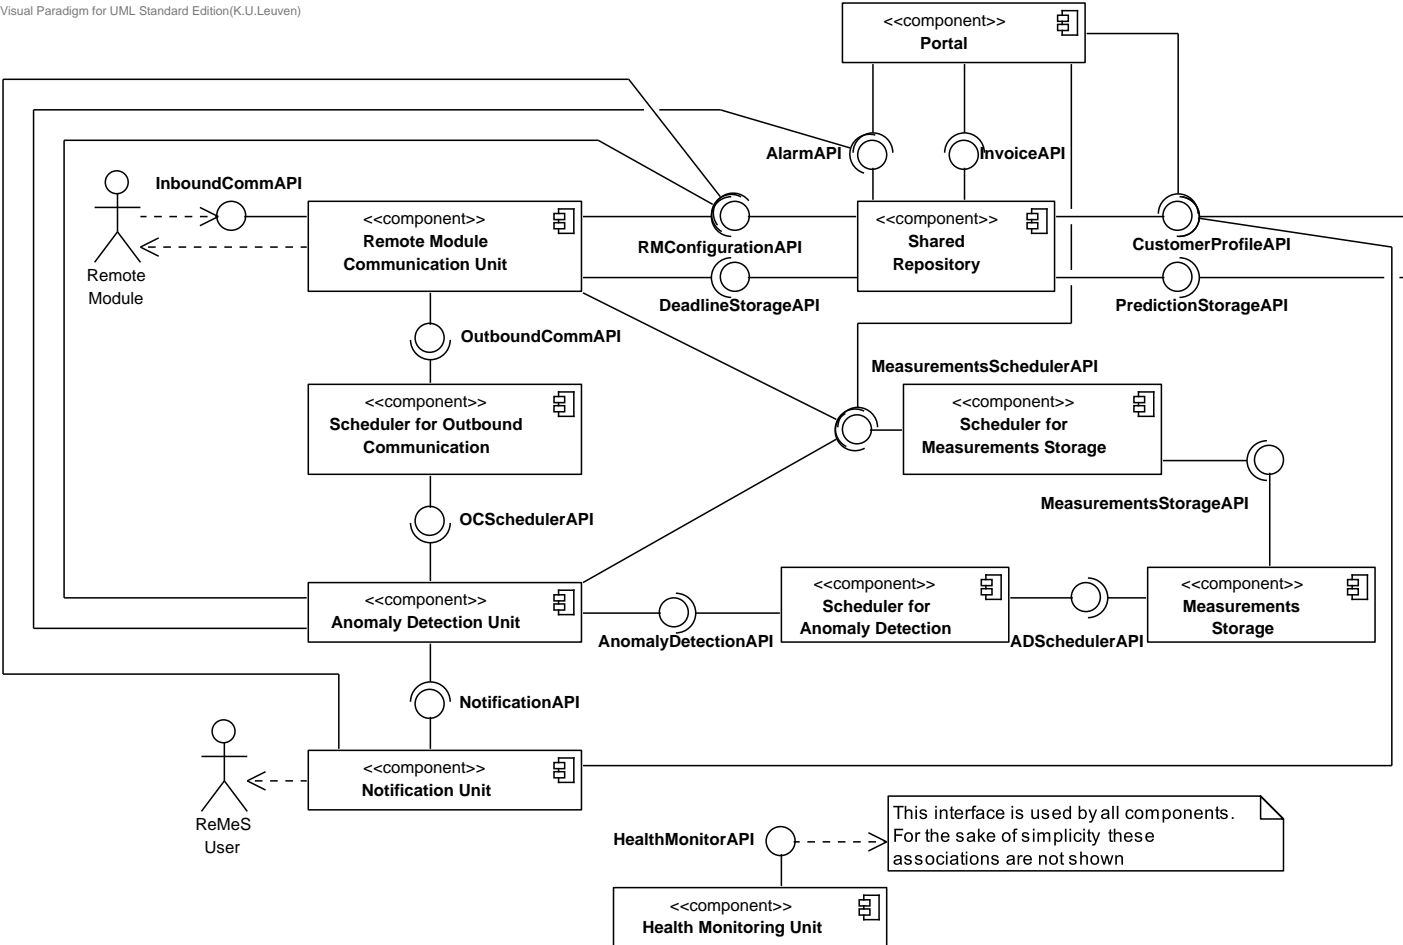 Visual Paradigm for UML Standard Edition(K.U.Leuven)
<<component>>
Portal
AlarmAPI
InvoiceAPI
InboundCommAPI
<<component>>
Remote Module
Communication Unit
Remote
Module
RMConfigurationAPI
DeadlineStorageAPI
<<component>>
Shared
Repository
CustomerProfileAPI
PredictionStorageAPI
OutboundCommAPI
MeasurementsSchedulerAPI
<<component>>
Scheduler for Outbound
Communication
<<component>>
Scheduler for
Measurements Storage
MeasurementsStorageAPI
OCSchedulerAPI
<<component>>
Anomaly Detection Unit
AnomalyDetectionAPI
<<component>>
Scheduler for
Anomaly Detection
ADSchedulerAPI
<<component>>
Measurements
Storage
NotificationAPI
<<component>>
Notification Unit
ReMeS
User
HealthMonitorAPI
This interface is used by all components.
For the sake of simplicity these
associations are not shown
<<component>>
Health Monitoring Unit